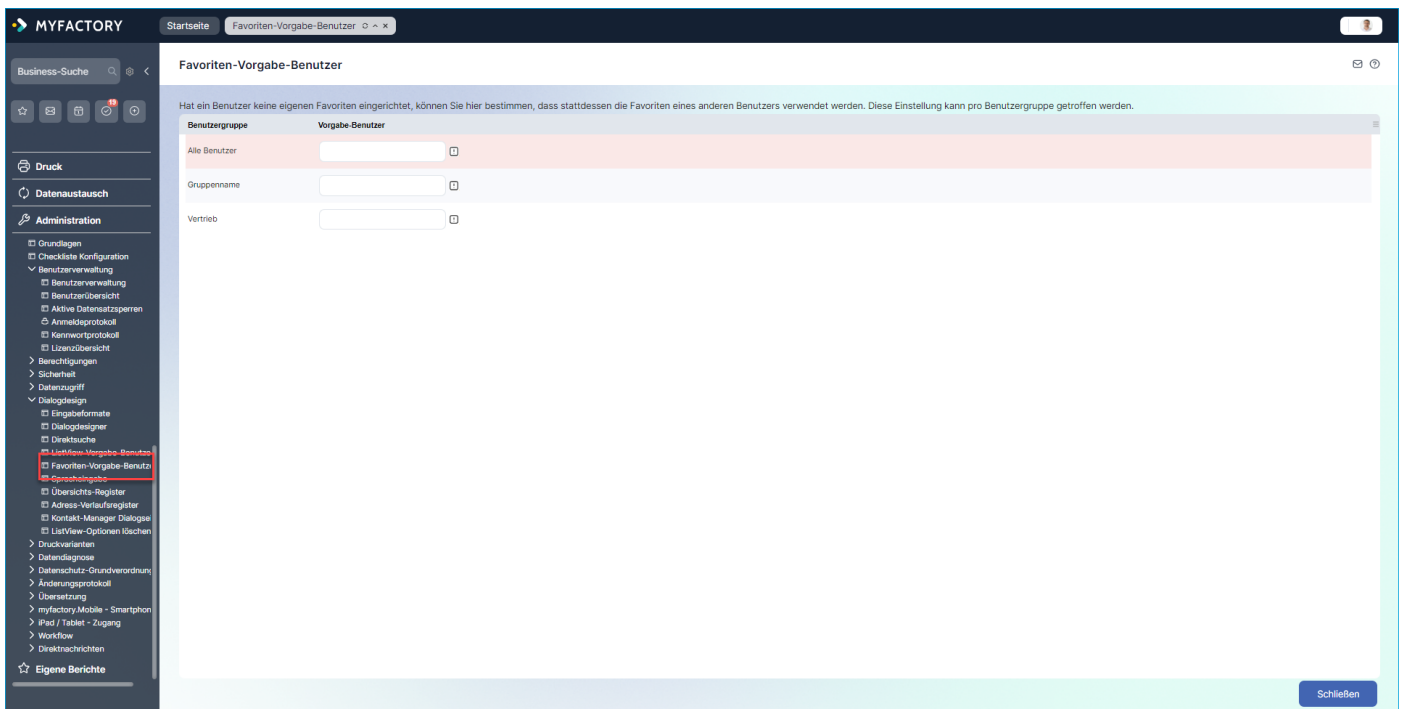 MYFACTORY
Startseite
Favoriten-Vorgabe-Benutzer
Business-Suche
Favoriten-Vorgabe-Benutzer
13
Hat ein Benutzer keine eigenen Favoriten eingerichtet, können Sie hier bestimmen, dass stattdessen die Favoriten eines anderen Benutzers verwendet werden. Diese Einstellung kann pro Benutzergruppe getroffen werden.
Benutzergruppe Vorgabe-Benutzer
Alle Benutzer
Gruppenname
Vertrieb
Druck
Datenaustausch
Administration
Grundlagen
Checkliste Konfiguration
Benutzerverwaltung
Benutzerverwaltung
Benutzerübersicht
Aktive Datensatzsperren
Anmeldeprotokoll
Kennwortprotokoll
Lizenzübersicht
Berechtigungen
Sicherheit
Datenzugriff
Dialogdesign
Eingabeformate
Dialogdesigner
Direktsuche
ListView-Vorgabe-Benutze
Favoriten-Vorgabe-Benutz
Spracheingabe
Übersichts-Register
Adress-Verlaufsregister
Kontakt-Manager Dialogsei
ListView-Optionen löschen
Druckvarianten
Datendiagnose
Datenschutz-Grundverordnung
Änderungsprotokoll
Übersetzung
myfactory.Mobile - Smartphon
iPad / Tablet - Zugang
Workflow
Direktnachrichten
Eigene Berichte
Schließen